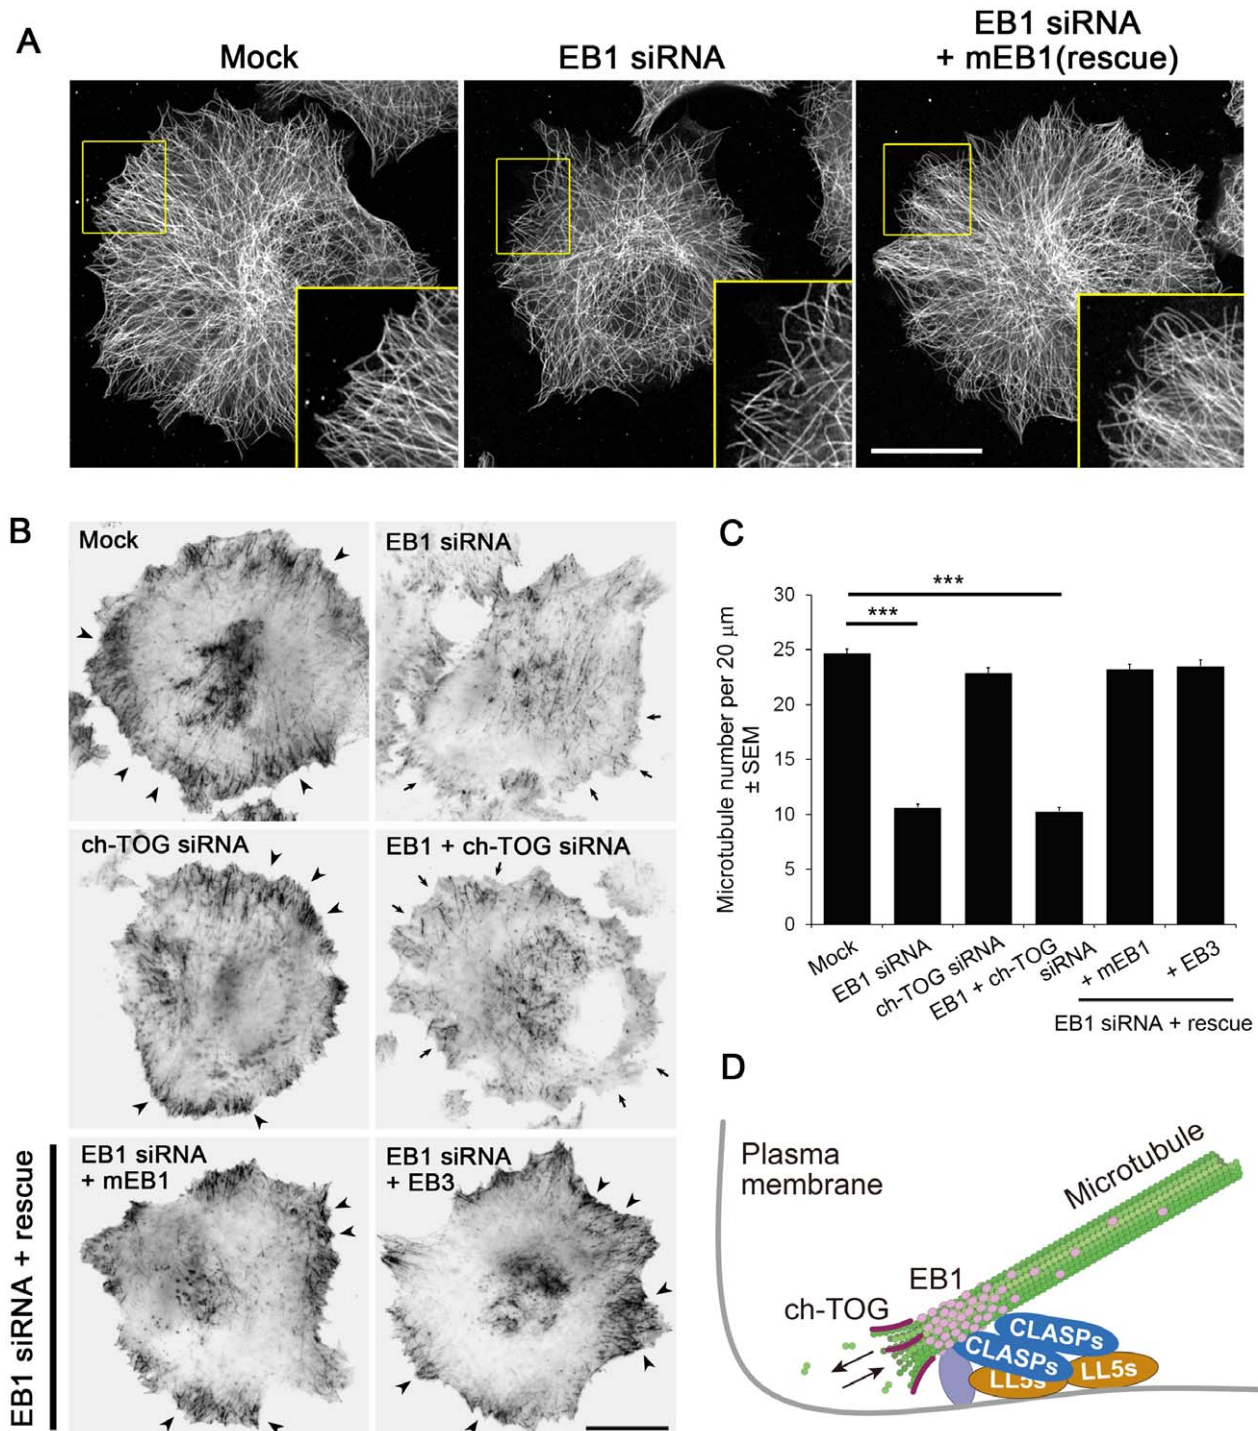 A
Mock
EB1 siRNA
EB1 siRNA
+ mEB1(rescue)
B
Mock
EB1 siRNA
ch-TOG siRNA
EB1 + ch-TOG siRNA
EB1 siRNA + rescue
EB1 siRNA
+ mEB1
EB1 siRNA
+ EB3
C
Microtubule number per 20 μm
± SEM
30
25
20
15
10
5
0
***
***
Mock
EB1 siRNA
ch-TOG siRNA
EB1 + ch-TOG
siRNA
+ mEB1
+ EB3
EB1 siRNA + rescue
D
Plasma
membrane
Microtubule
EB1
ch-TOG
CLASPs
CLASPs
LL5s
LL5s